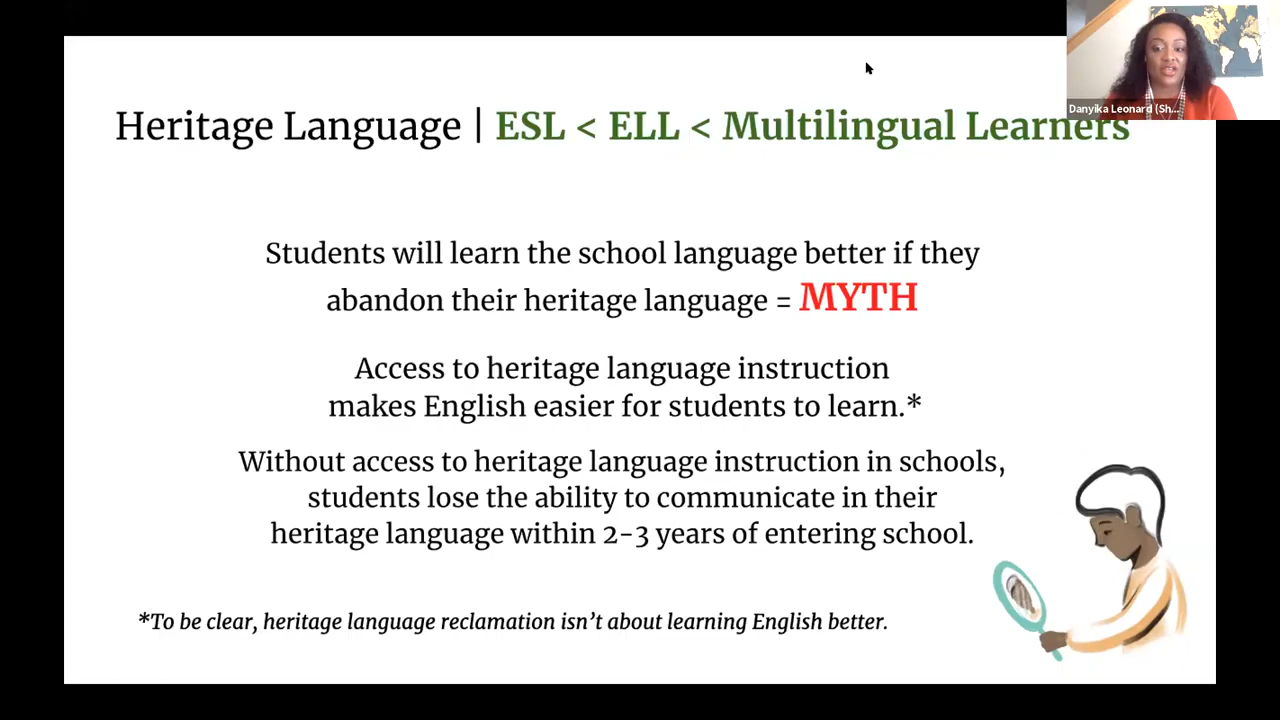 Danyika Leonard (Sh...
Heritage Language | ESL < ELL < Multilingual Learners
Students will learn the school language better if they
abandon their heritage language = MYTH
Access to heritage language instruction
makes English easier for students to learn.*
Without access to heritage language instruction in schools,
students lose the ability to communicate in their
heritage language within 2-3 years of entering school.
*To be clear, heritage language reclamation isn't about learning English better.